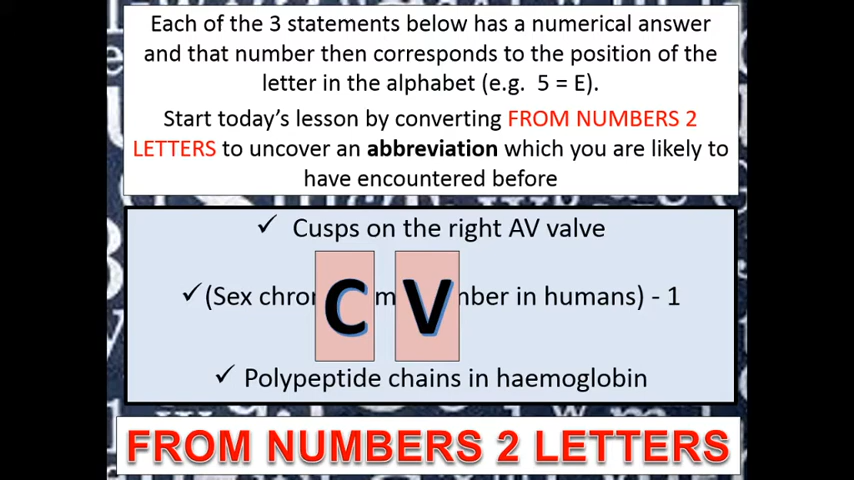 Each of the 3 statements below has a numerical answer
and that number then corresponds to the position of the
letter in the alphabet (e.g. 5 = E).
Start today's lesson by converting FROM NUMBERS 2
LETTERS to uncover an abbreviation which you are likely to
have encountered before
✓ Cusps on the right AV valve
✓ (Sex in humans) - 1
C V
✓ Polypeptide chains in haemoglobin
FROM NUMBERS 2 LETTERS